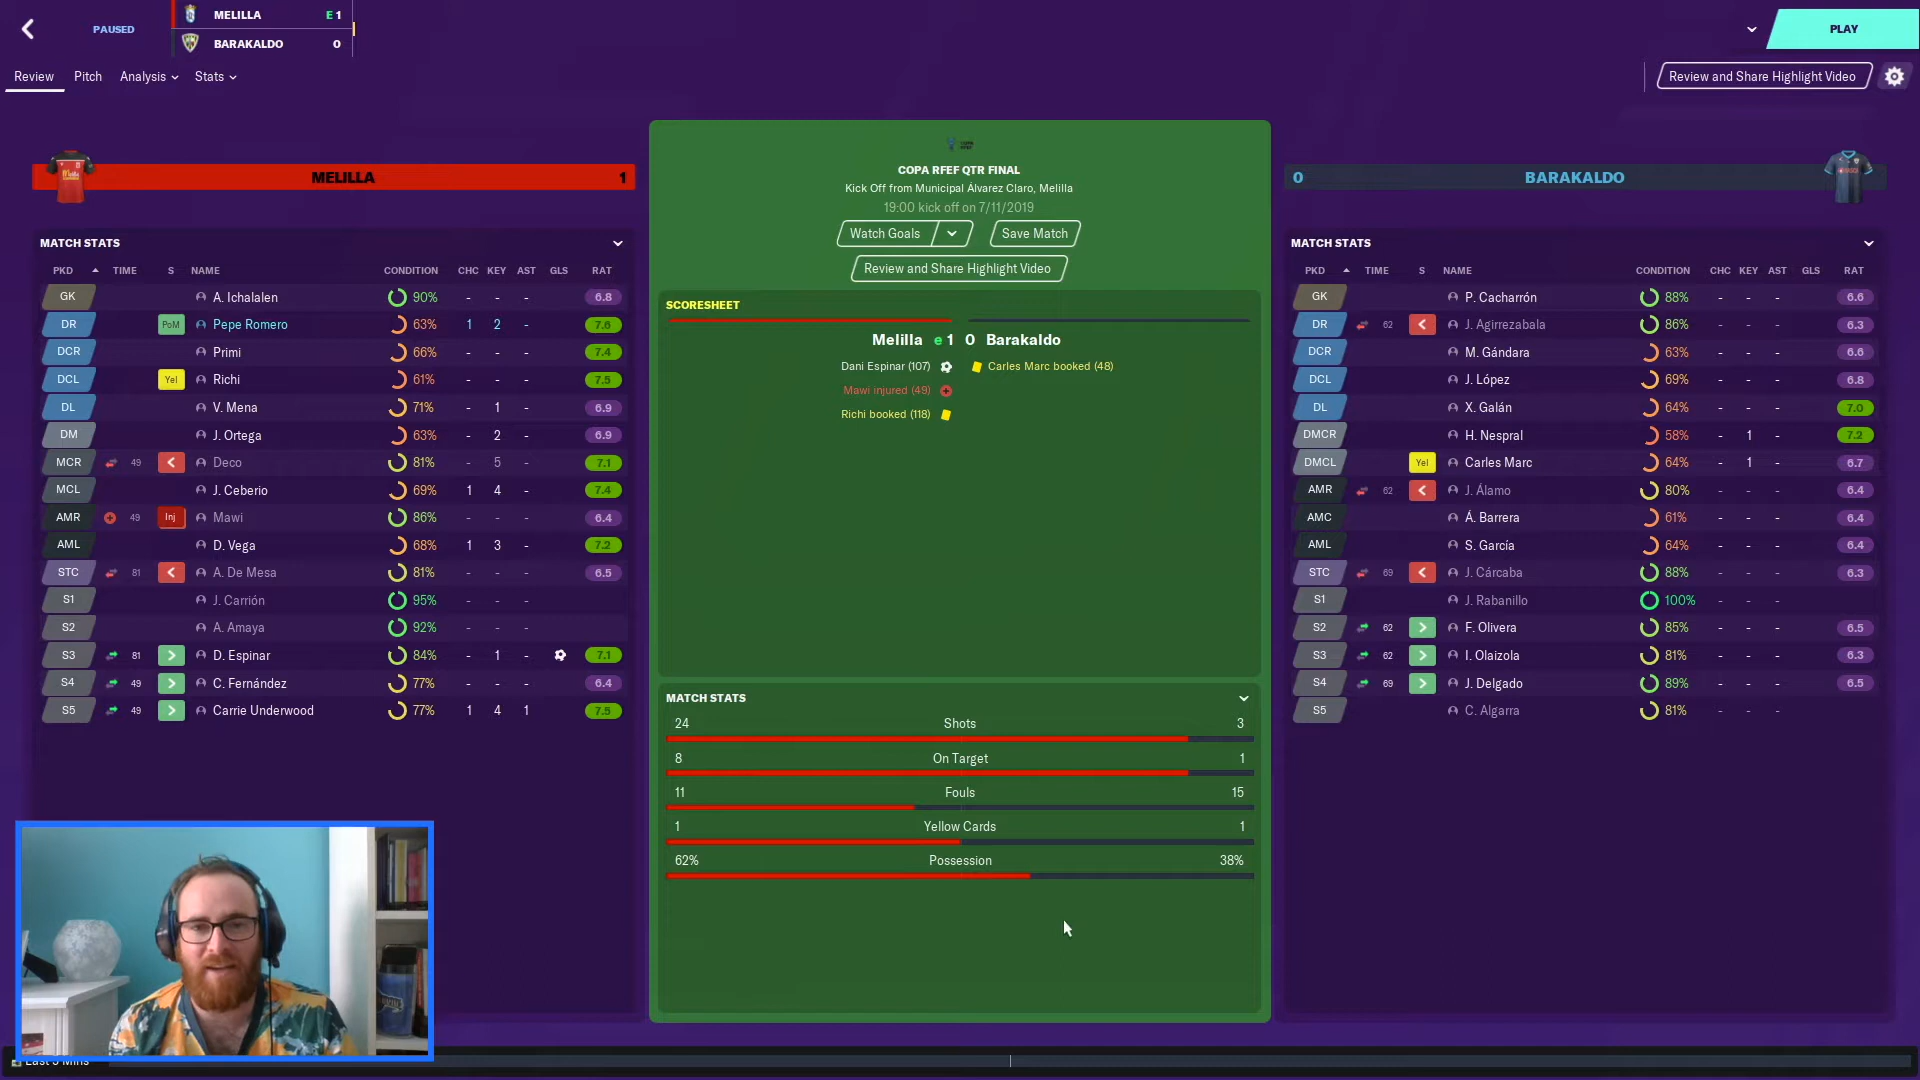 PAUSED
MELILLA E 1
BARAKALDO 0
PLAY
Review Pitch Analysis Stats
Review and Share Highlight Video
MELILLA 1
MATCH STATS
PKD TIME S NAME CONDITION CHC KEY AST GLS RAT
GK A. Ichalalen 90% - - - 6.8
DR PoM Pepe Romero 63% 1 2 - 7.6
DCR Primi 66% - - - 7.4
DCL Yel Richi 61% - - - 7.5
DL V. Mena 71% - 1 - 6.9
DM J. Ortega 63% - 2 - 6.9
MCR 49 Deco 81% - 5 - 7.1
MCL J. Ceberio 69% 1 4 - 7.4
AMR 49 Inj Mawi 86% - - - 6.4
AML D. Vega 68% 1 3 - 7.2
STC 81 A. De Mesa 81% - - - 6.5
S1 J. Carrión 95% - - -
S2 A. Amaya 92% - - -
S3 81 D. Espinar 84% - 1 - 7.1
S4 49 C. Fernández 77% - - - 6.4
S5 49 Carrie Underwood 77% 1 4 1 7.5
COPA RFEF QTR FINAL
Kick Off from Municipal Álvarez Claro, Melilla
19:00 kick off on 7/11/2019
Watch Goals Save Match
Review and Share Highlight Video
SCORESHEET
Melilla e 1 0 Barakaldo
Dani Espinar (107) Carles Marc booked (48)
Mawi injured (49)
Richi booked (118)
MATCH STATS
24 Shots 3
8 On Target 1
11 Fouls 15
1 Yellow Cards 1
62% Possession 38%
0 BARAKALDO
MATCH STATS
PKD TIME S NAME CONDITION CHC KEY AST GLS RAT
GK P. Cacharrón 88% - - - 6.6
DR 62 J. Agirrezabala 86% - - - 6.3
DCR M. Gándara 63% - - - 6.6
DCL J. López 69% - - - 6.8
DL X. Galán 64% - - - 7.0
DMCR H. Nespral 58% - 1 - 7.2
DMCL Yel Carles Marc 64% - 1 - 6.7
AMR 62 J. Álamo 80% - - - 6.4
AMC Á. Barrera 61% - - - 6.4
AML S. García 64% - - - 6.4
STC 69 J. Cárcaba 88% - - - 6.3
S1 J. Rabanillo 100% - - -
S2 62 F. Olivera 85% - - - 6.5
S3 62 I. Olaizola 81% - - - 6.3
S4 69 J. Delgado 89% - - - 6.5
S5 C. Algarra 81% - - -
Last 5 Mins